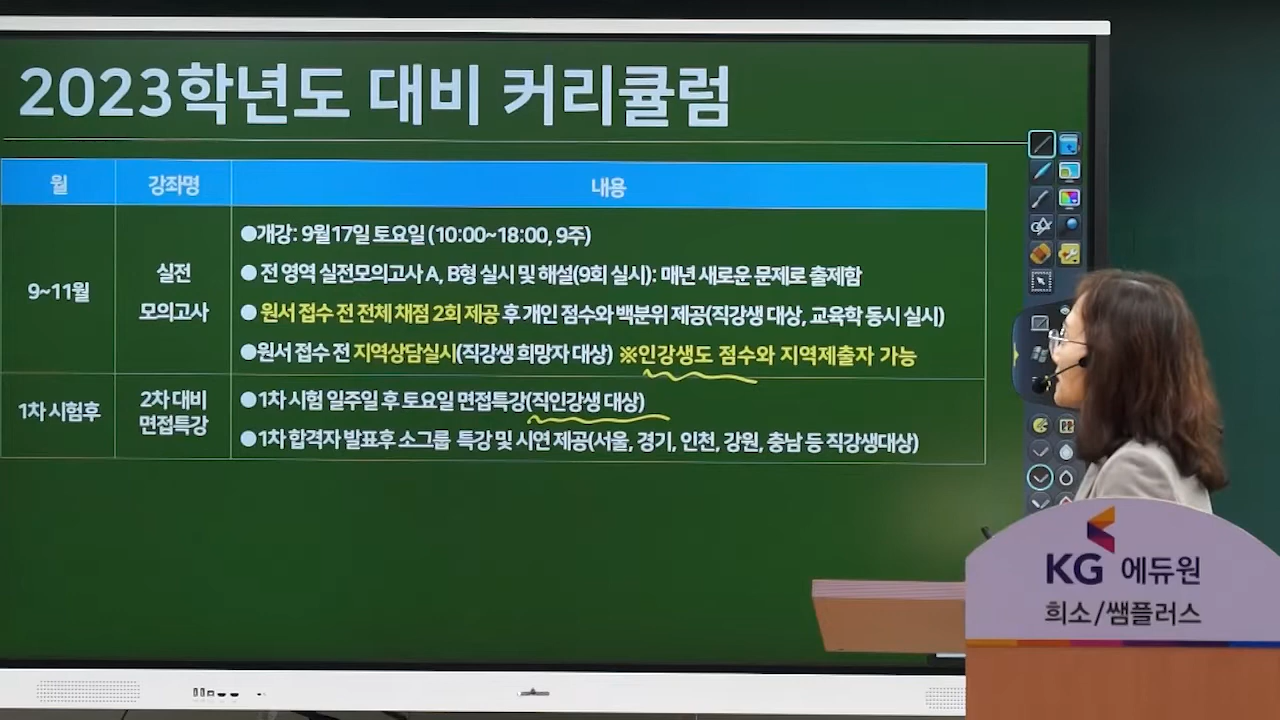 2023학년도 대비 커리큘럼
월
강좌명
내용
9~11월
실전
모의고사
●개강: 9월17일 토요일 (10:00~18:00, 9주)
● 전 영역 실전모의고사 A, B형 실시 및 해설(9회 실시): 매년 새로운 문제로 출제함
● 원서 접수 전 전체 채점 2회 제공 후 개인 점수와 백분위 제공(직강생 대상, 교육학 동시 실시)
●원서 접수 전 지역상담실시(직강생 희망자 대상) ※인강생도 점수와 지역제출자 가능
1차 시험후
2차 대비
면접특강
●1차 시험 일주일 후 토요일 면접특강(직인강생 대상)
●1차 합격자 발표후 소그룹 특강 및 시연 제공(서울, 경기, 인천, 강원, 충남 등 직강생대상)
KG 에듀원
희소/쌤플러스